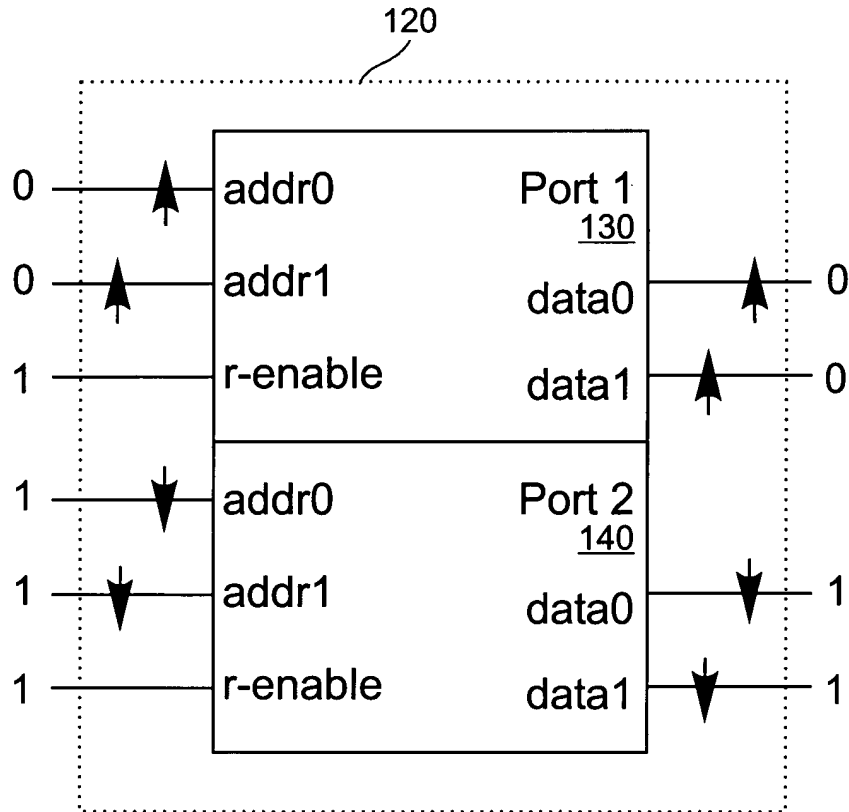 120
0 addr0 Port 1
130
0 addr1 data0 0
1 r-enable data1 0
1 addr0 Port 2
140
1 addr1 data0 1
1 r-enable data1 1